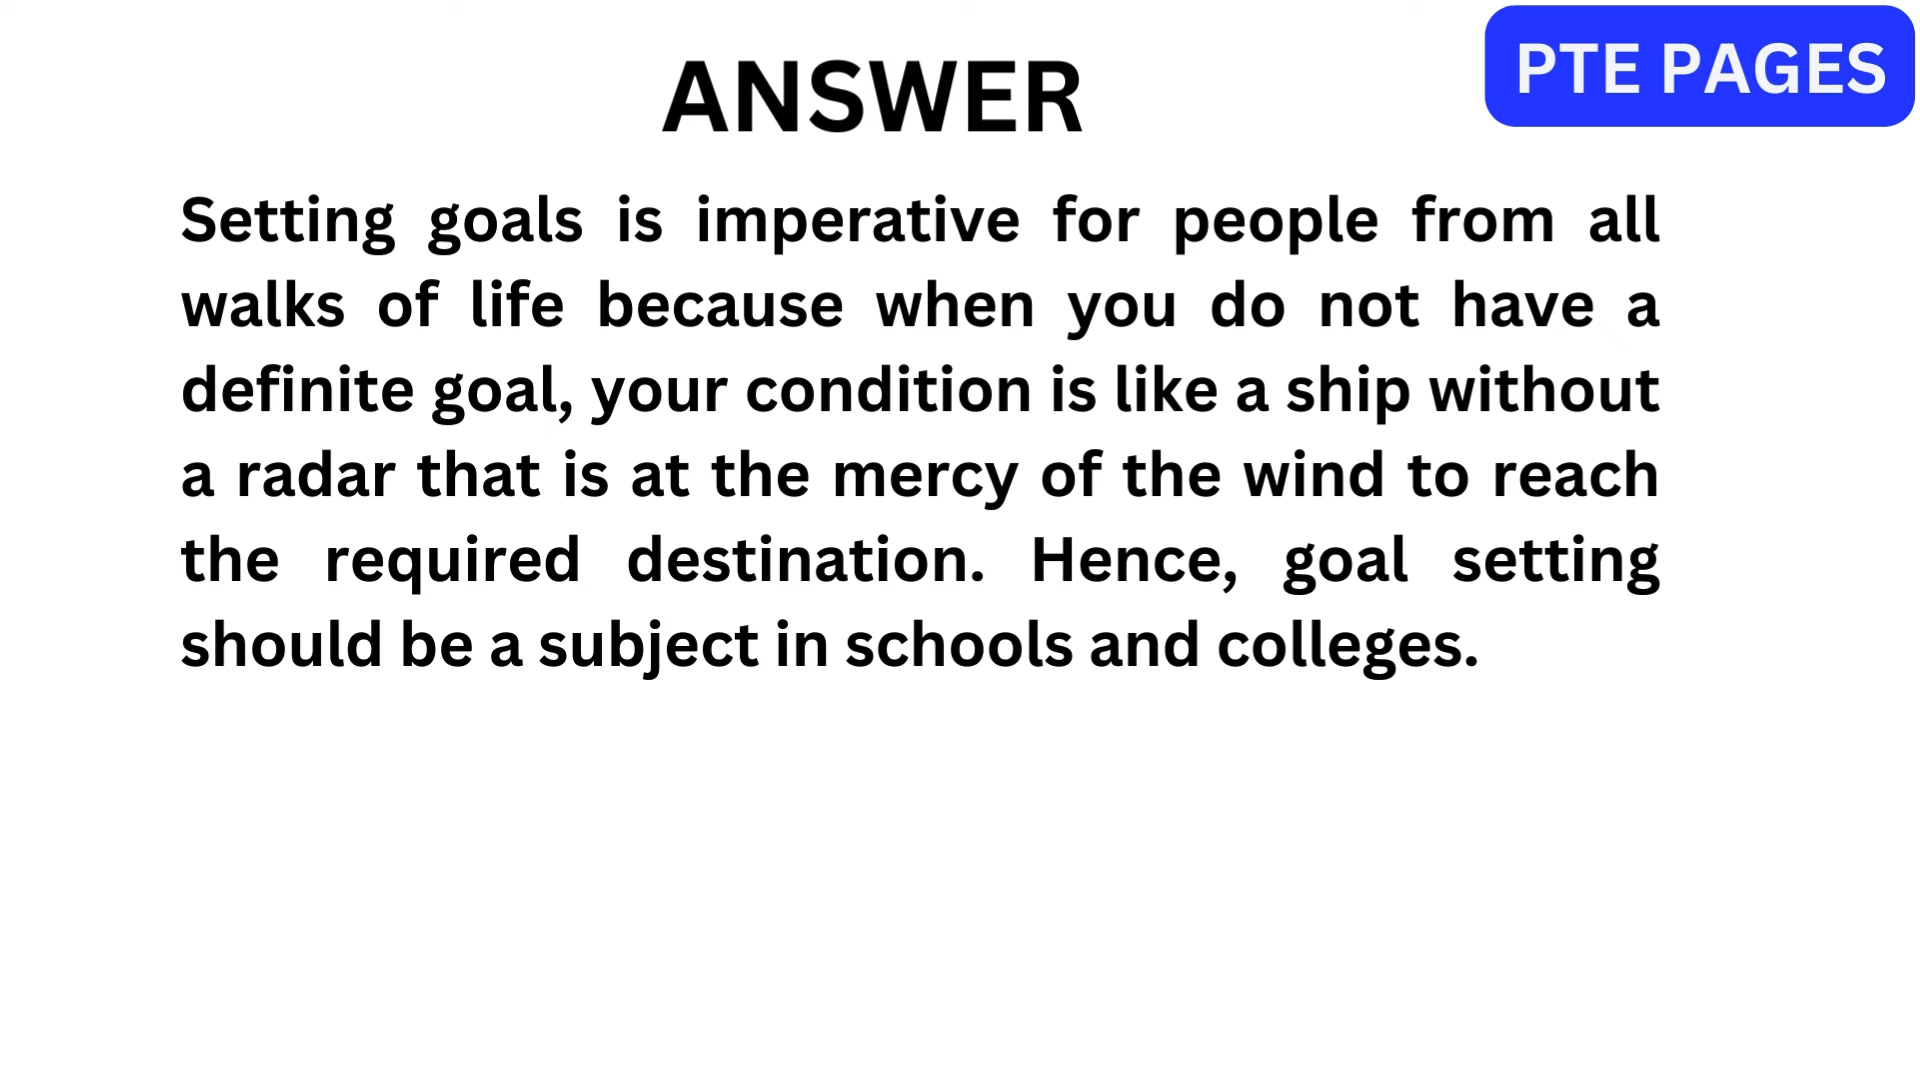 PTE PAGES
ANSWER
Setting goals is imperative for people from all
walks of life because when you do not have a
definite goal, your condition is like a ship without
a radar that is at the mercy of the wind to reach
the required destination. Hence, goal setting
should be a subject in schools and colleges.